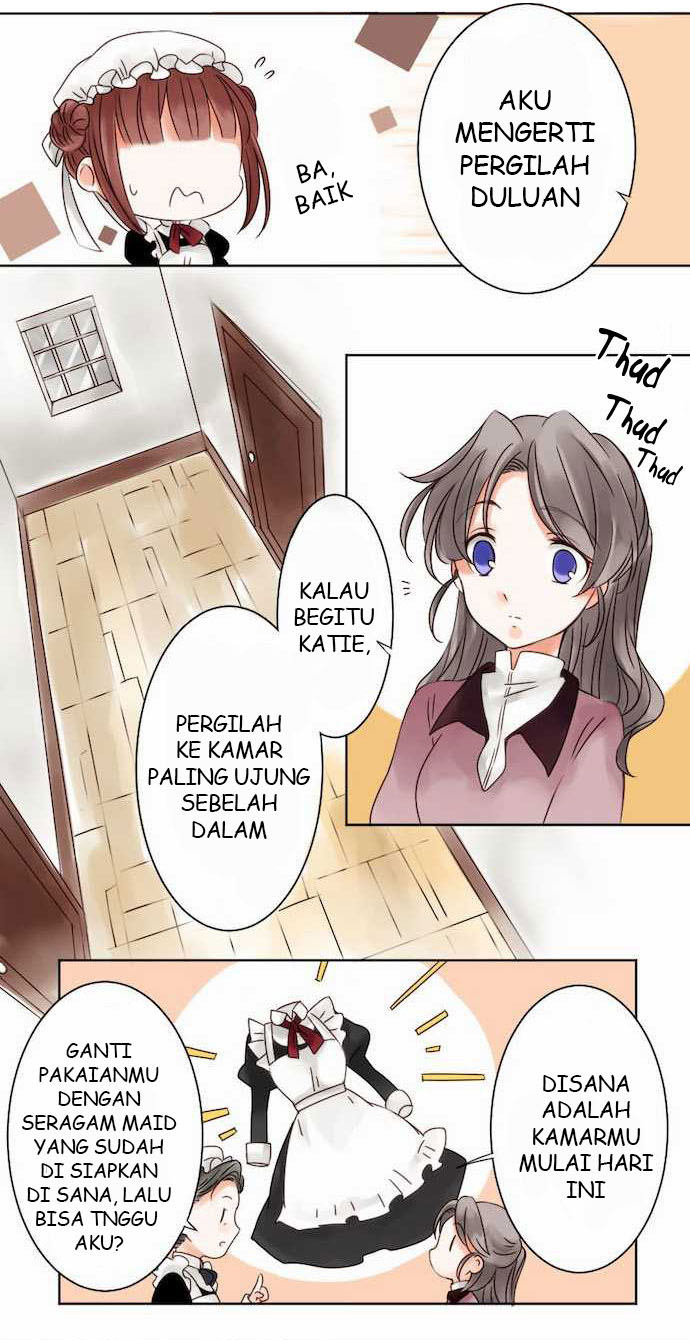 AKU
MENGERTI
PERGILAH
DULUAN
BA,
BAIK
Thud
Thud
Thud
KALAU
BEGITU
KATIE,
PERGILAH
KE KAMAR
PALING UJUNG
SEBELAH
DALAM
DISANA
ADALAH
KAMARMU
MULAI HARI
INI
GANTI
PAKAIANMU
DENGAN
SERAGAM MAID
YANG SUDAH
DI SIAPKAN
DI SANA, LALU
BISA TNGGU
AKU?